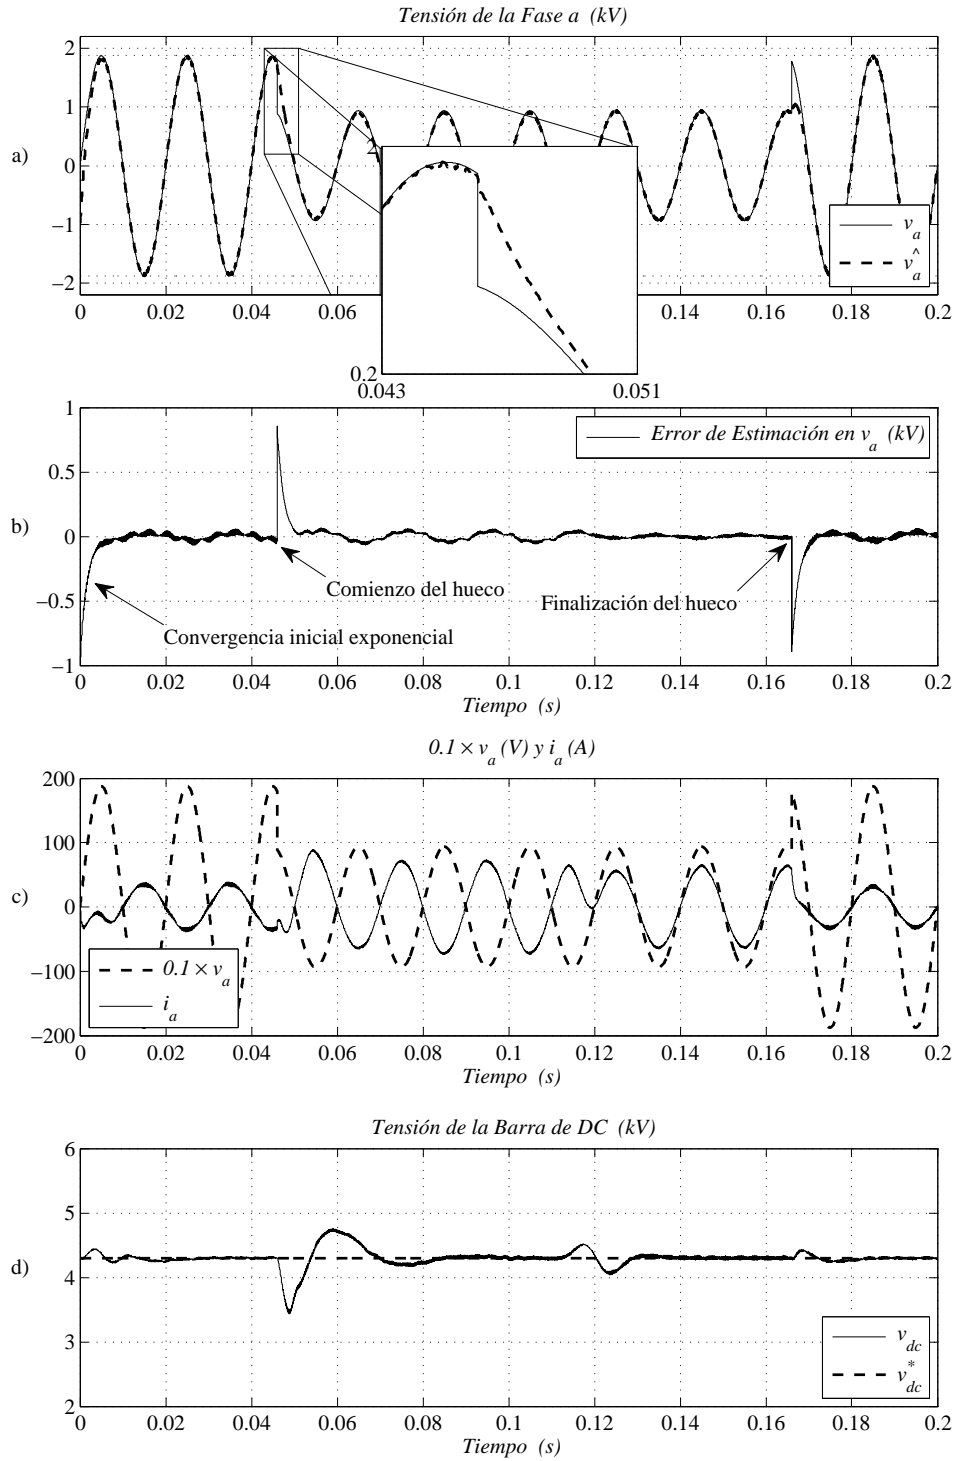 Tensión de la Fase a (kV)
2
1
0
−1
−2
a)
0 0.02 0.04 0.06 0.14 0.16 0.18 0.2
2
0.2
0.043 0.051
v_a
v̂_a
1
0.5
0
−0.5
−1
b)
Error de Estimación en v_a (kV)
Comienzo del hueco
Finalización del hueco
Convergencia inicial exponencial
0 0.02 0.04 0.06 0.08 0.1 0.12 0.14 0.16 0.18 0.2
Tiempo (s)
0.1 × v_a (V) y i_a (A)
200
100
0
−100
−200
c)
0.1 × v_a
i_a
0 0.02 0.04 0.06 0.08 0.1 0.12 0.14 0.16 0.18 0.2
Tiempo (s)
Tensión de la Barra de DC (kV)
6
5
4
3
2
d)
v_dc
v*_dc
0 0.02 0.04 0.06 0.08 0.1 0.12 0.14 0.16 0.18 0.2
Tiempo (s)